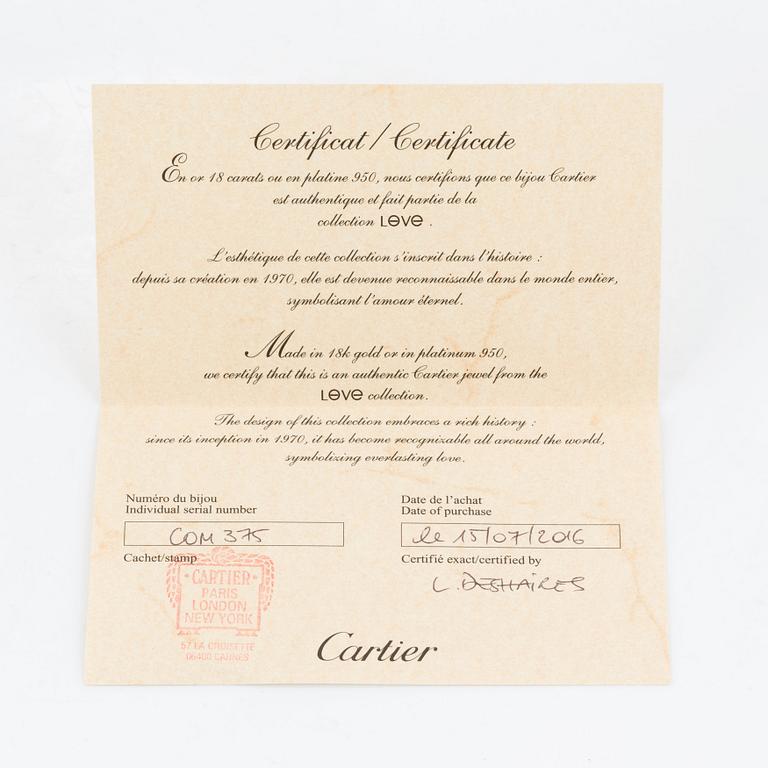 Certificat / Certificate
En or 18 carats ou en platine 950, nous certifions que ce bijou Cartier
est authentique et fait partie de la
collection LOVE .
L'esthétique de cette collection s'inscrit dans l'histoire :
depuis sa création en 1970, elle est devenue reconnaissable dans le monde entier,
symbolisant l'amour éternel.
Made in 18k gold or in platinum 950,
we certify that this is an authentic Cartier jewel from the
LOVE collection.
The design of this collection embraces a rich history :
since its inception in 1970, it has become recognizable all around the world,
symbolizing everlasting love.
Numéro du bijou
Individual serial number
COM 375
Cachet/stamp
CARTIER
PARIS
LONDON
NEW YORK
57 LA CROISETTE
06400 CANNES
Date de l'achat
Date of purchase
le 15/07/2016
Certifié exact/certified by
L. DESHAIRES
Cartier